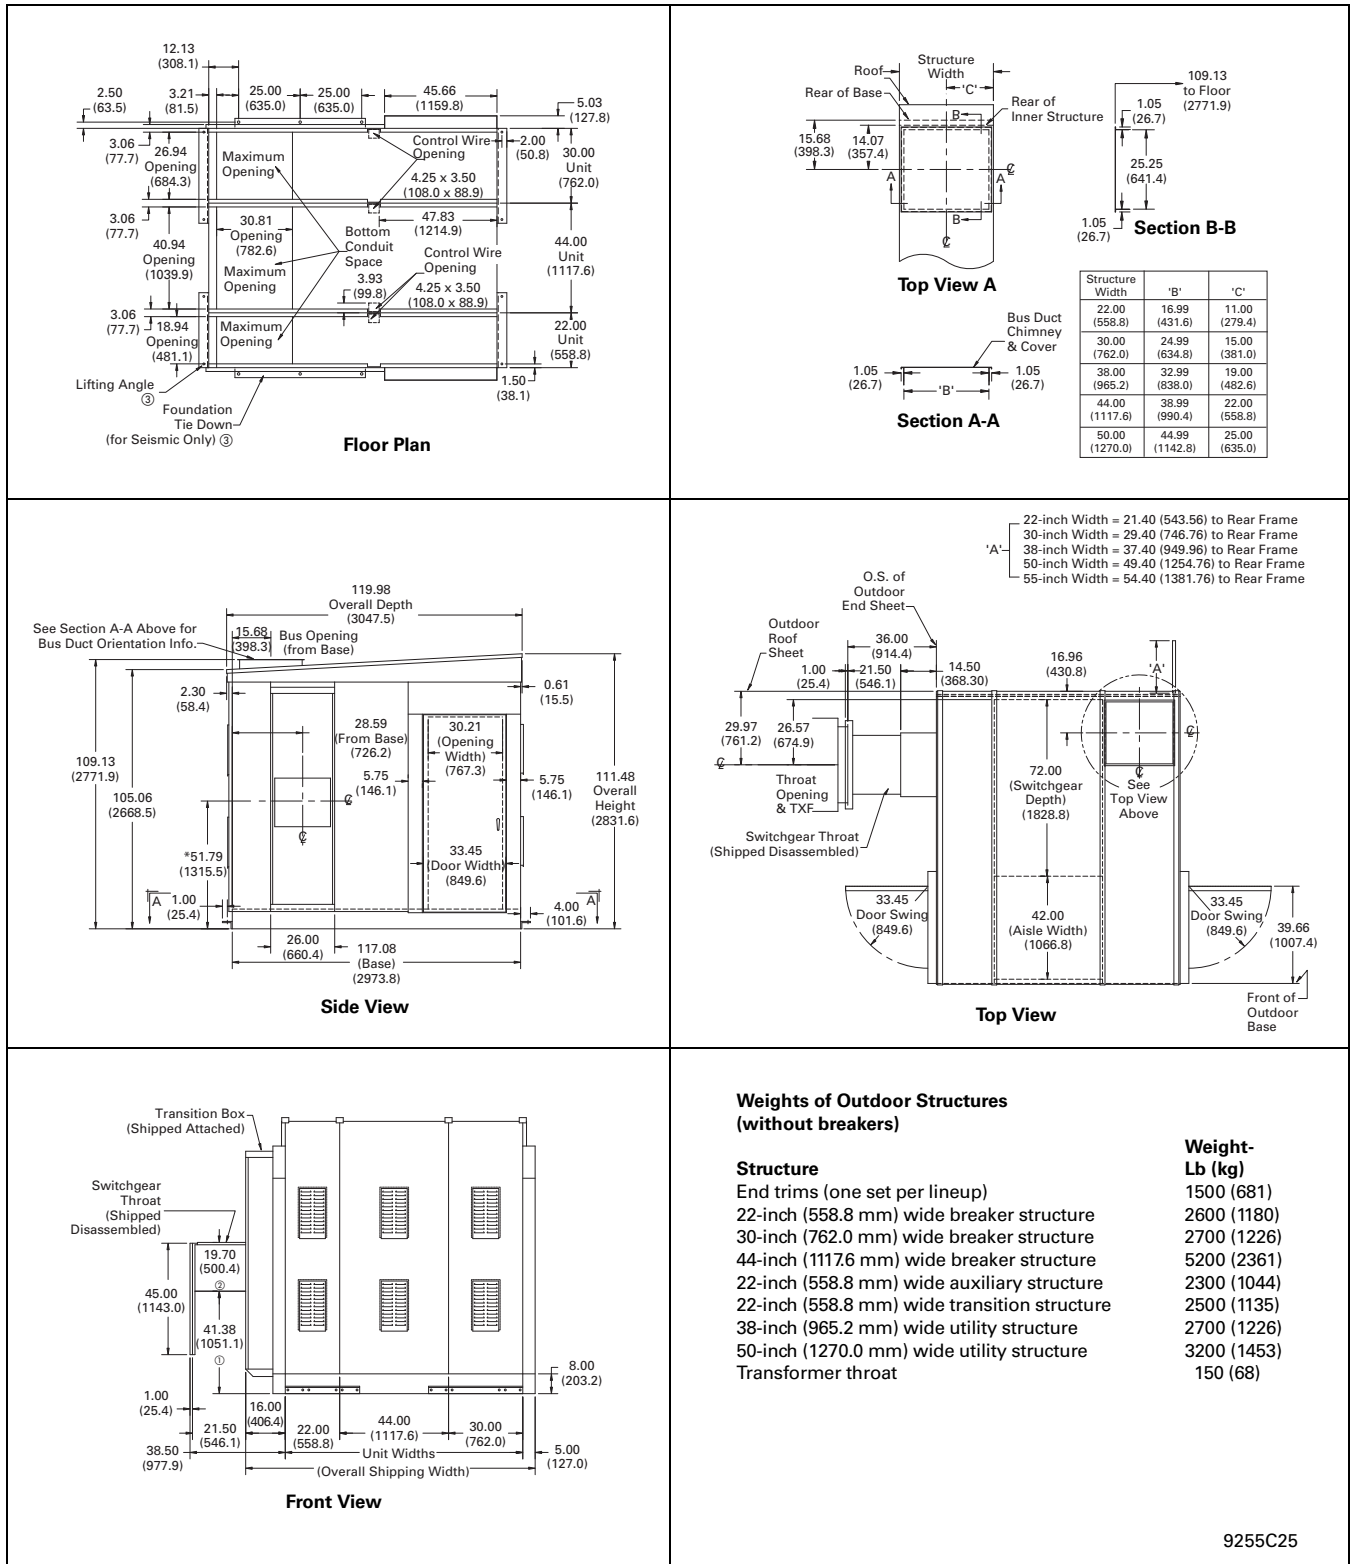 12.13
(308.1)
2.50
(63.5)
3.21
(81.5)
25.00
(635.0)
25.00
(635.0)
45.66
(1159.8)
5.03
(127.8)
3.06
(77.7)
26.94
Opening
(684.3)
Maximum
Opening
Control Wire
Opening
2.00
(50.8)
30.00
Unit
(762.0)
4.25 x 3.50
(108.0 x 88.9)
3.06
(77.7)
30.81
Opening
(782.6)
47.83
(1214.9)
40.94
Opening
(1039.9)
Maximum
Opening
Bottom
Conduit
Space
Control Wire
Opening
44.00
Unit
(1117.6)
3.93
(99.8)
4.25 x 3.50
(108.0 x 88.9)
3.06
(77.7)
18.94
Opening
(481.1)
Maximum
Opening
22.00
Unit
(558.8)
Lifting Angle
③
1.50
(38.1)
Foundation
Tie Down
(for Seismic Only) ③
Floor Plan
Structure
Width
Roof
'C'
Rear of Base
Rear of
Inner Structure
B
15.68
(398.3)
14.07
(357.4)
℄
A
A
B
℄
Top View A
109.13
to Floor
(2771.9)
1.05
(26.7)
25.25
(641.4)
1.05
(26.7)
Section B-B
Bus Duct
Chimney
& Cover
1.05
(26.7)
'B'
1.05
(26.7)
Section A-A
Structure
Width
'B'
'C'
22.00
(558.8)
16.99
(431.6)
11.00
(279.4)
30.00
(762.0)
24.99
(634.8)
15.00
(381.0)
38.00
(965.2)
32.99
(838.0)
19.00
(482.6)
44.00
(1117.6)
38.99
(990.4)
22.00
(558.8)
50.00
(1270.0)
44.99
(1142.8)
25.00
(635.0)
119.98
Overall Depth
(3047.5)
See Section A-A Above for
Bus Duct Orientation Info.
15.68
(398.3)
Bus Opening
(from Base)
2.30
(58.4)
0.61
(15.5)
28.59
(From Base)
(726.2)
30.21
(Opening
Width)
(767.3)
109.13
(2771.9)
105.06
(2668.5)
5.75
(146.1)
5.75
(146.1)
111.48
Overall
Height
(2831.6)
℄
℄
*51.79
(1315.5)
33.45
(Door Width)
(849.6)
A
1.00
(25.4)
4.00
(101.6)
A
26.00
(660.4)
117.08
(Base)
(2973.8)
Side View
'A'
22-inch Width = 21.40 (543.56) to Rear Frame
30-inch Width = 29.40 (746.76) to Rear Frame
38-inch Width = 37.40 (949.96) to Rear Frame
50-inch Width = 49.40 (1254.76) to Rear Frame
55-inch Width = 54.40 (1381.76) to Rear Frame
O.S. of
Outdoor
End Sheet
Outdoor
Roof
Sheet
36.00
(914.4)
1.00
(25.4)
21.50
(546.1)
14.50
(368.30)
16.96
(430.8)
'A'
29.97
(761.2)
26.57
(674.9)
℄
℄
℄
Throat
Opening
& TXF
72.00
(Switchgear
Depth)
(1828.8)
See
Top View
Above
Switchgear Throat
(Shipped Disassembled)
33.45
Door Swing
(849.6)
42.00
(Aisle Width)
(1066.8)
33.45
Door Swing
(849.6)
39.66
(1007.4)
Front of
Outdoor
Base
Top View
Transition Box
(Shipped Attached)
Switchgear
Throat
(Shipped
Disassembled)
19.70
(500.4)
②
45.00
(1143.0)
41.38
(1051.1)
①
8.00
(203.2)
1.00
(25.4)
16.00
(406.4)
21.50
(546.1)
22.00
(558.8)
44.00
(1117.6)
30.00
(762.0)
38.50
(977.9)
Unit Widths
5.00
(127.0)
(Overall Shipping Width)
Front View
Weights of Outdoor Structures
(without breakers)
Structure
Weight-
Lb (kg)
End trims (one set per lineup) 1500 (681)
22-inch (558.8 mm) wide breaker structure 2600 (1180)
30-inch (762.0 mm) wide breaker structure 2700 (1226)
44-inch (1117.6 mm) wide breaker structure 5200 (2361)
22-inch (558.8 mm) wide auxiliary structure 2300 (1044)
22-inch (558.8 mm) wide transition structure 2500 (1135)
38-inch (965.2 mm) wide utility structure 2700 (1226)
50-inch (1270.0 mm) wide utility structure 3200 (1453)
Transformer throat 150 (68)
9255C25